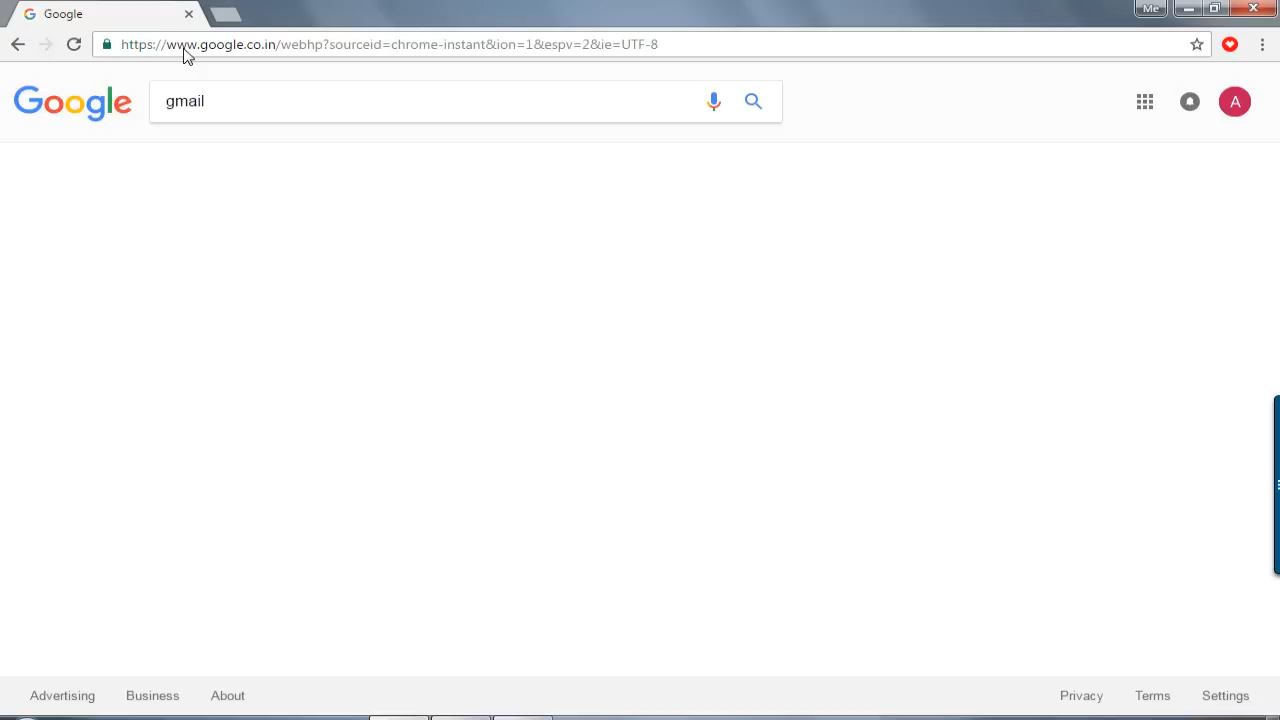 Google
Me
https://www.google.co.in/webhp?sourceid=chrome-instant&ion=1&espv=2&ie=UTF-8
Google
gmail
A
Advertising Business About Privacy Terms Settings